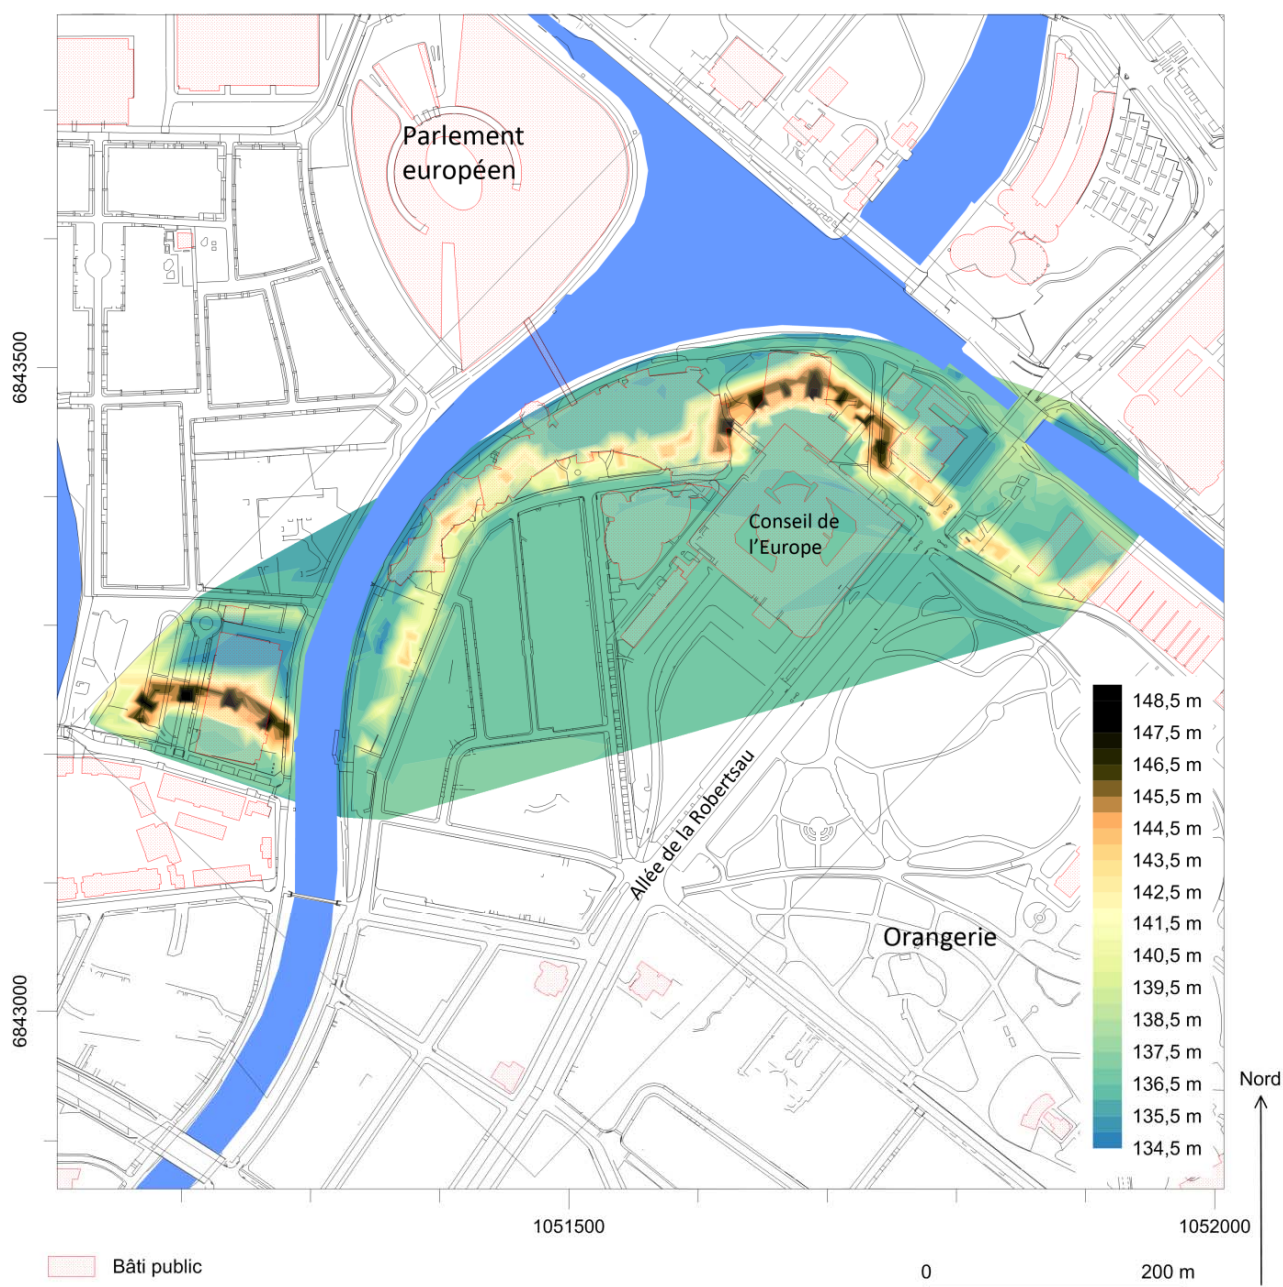 Parlement
européen
6843500
Conseil de
l'Europe
148,5 m
147,5 m
146,5 m
145,5 m
144,5 m
143,5 m
142,5 m
141,5 m
140,5 m
139,5 m
138,5 m
137,5 m
136,5 m
135,5 m
134,5 m
Allée de la Robertsau
Orangerie
6843000
Nord
1051500
1052000
Bâti public
0
200 m